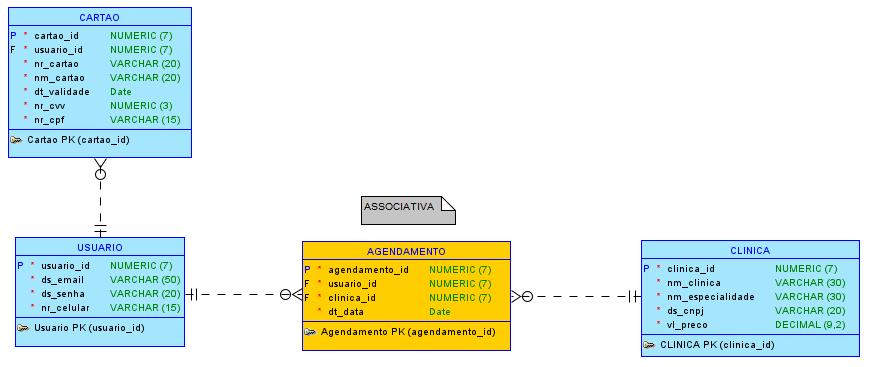 CARTAO
P * cartao_id NUMERIC (7)
F * usuario_id NUMERIC (7)
* nr_cartao VARCHAR (20)
* nm_cartao VARCHAR (20)
* dt_validade Date
* nr_cvv NUMERIC (3)
* nr_cpf VARCHAR (15)
Cartao PK (cartao_id)
ASSOCIATIVA
USUARIO
P * usuario_id NUMERIC (7)
* ds_email VARCHAR (50)
* ds_senha VARCHAR (20)
* nr_celular VARCHAR (15)
Usuario PK (usuario_id)
AGENDAMENTO
P * agendamento_id NUMERIC (7)
F * usuario_id NUMERIC (7)
F * clinica_id NUMERIC (7)
* dt_data Date
Agendamento PK (agendamento_id)
CLINICA
P * clinica_id NUMERIC (7)
* nm_clinica VARCHAR (30)
* nm_especialidade VARCHAR (30)
* ds_cnpj VARCHAR (20)
* vl_preco DECIMAL (9,2)
CLINICA PK (clinica_id)